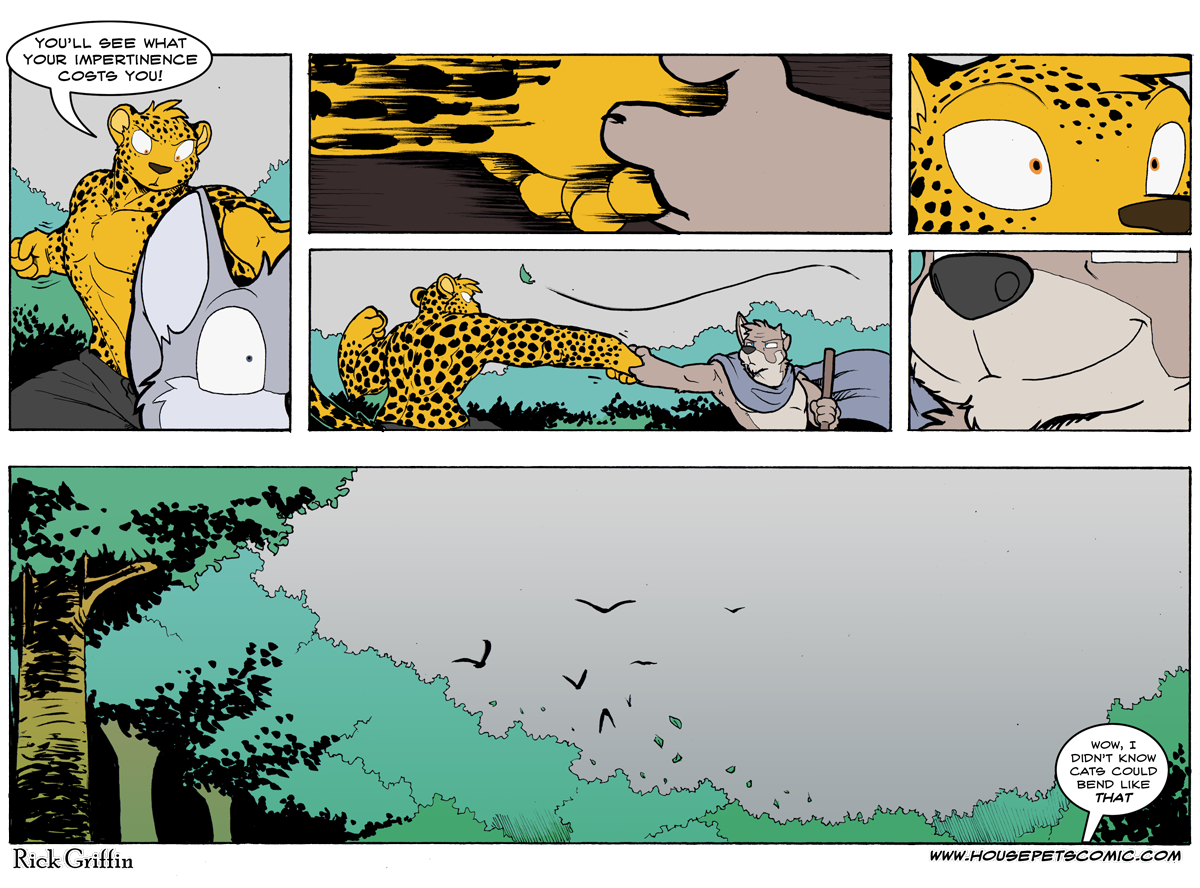 YOU'LL SEE WHAT
YOUR IMPERTINENCE
COSTS YOU!
WOW, I
DIDN'T KNOW
CATS COULD
BEND LIKE
THAT
Rick Griffin
WWW.HOUSEPETSCOMIC.COM